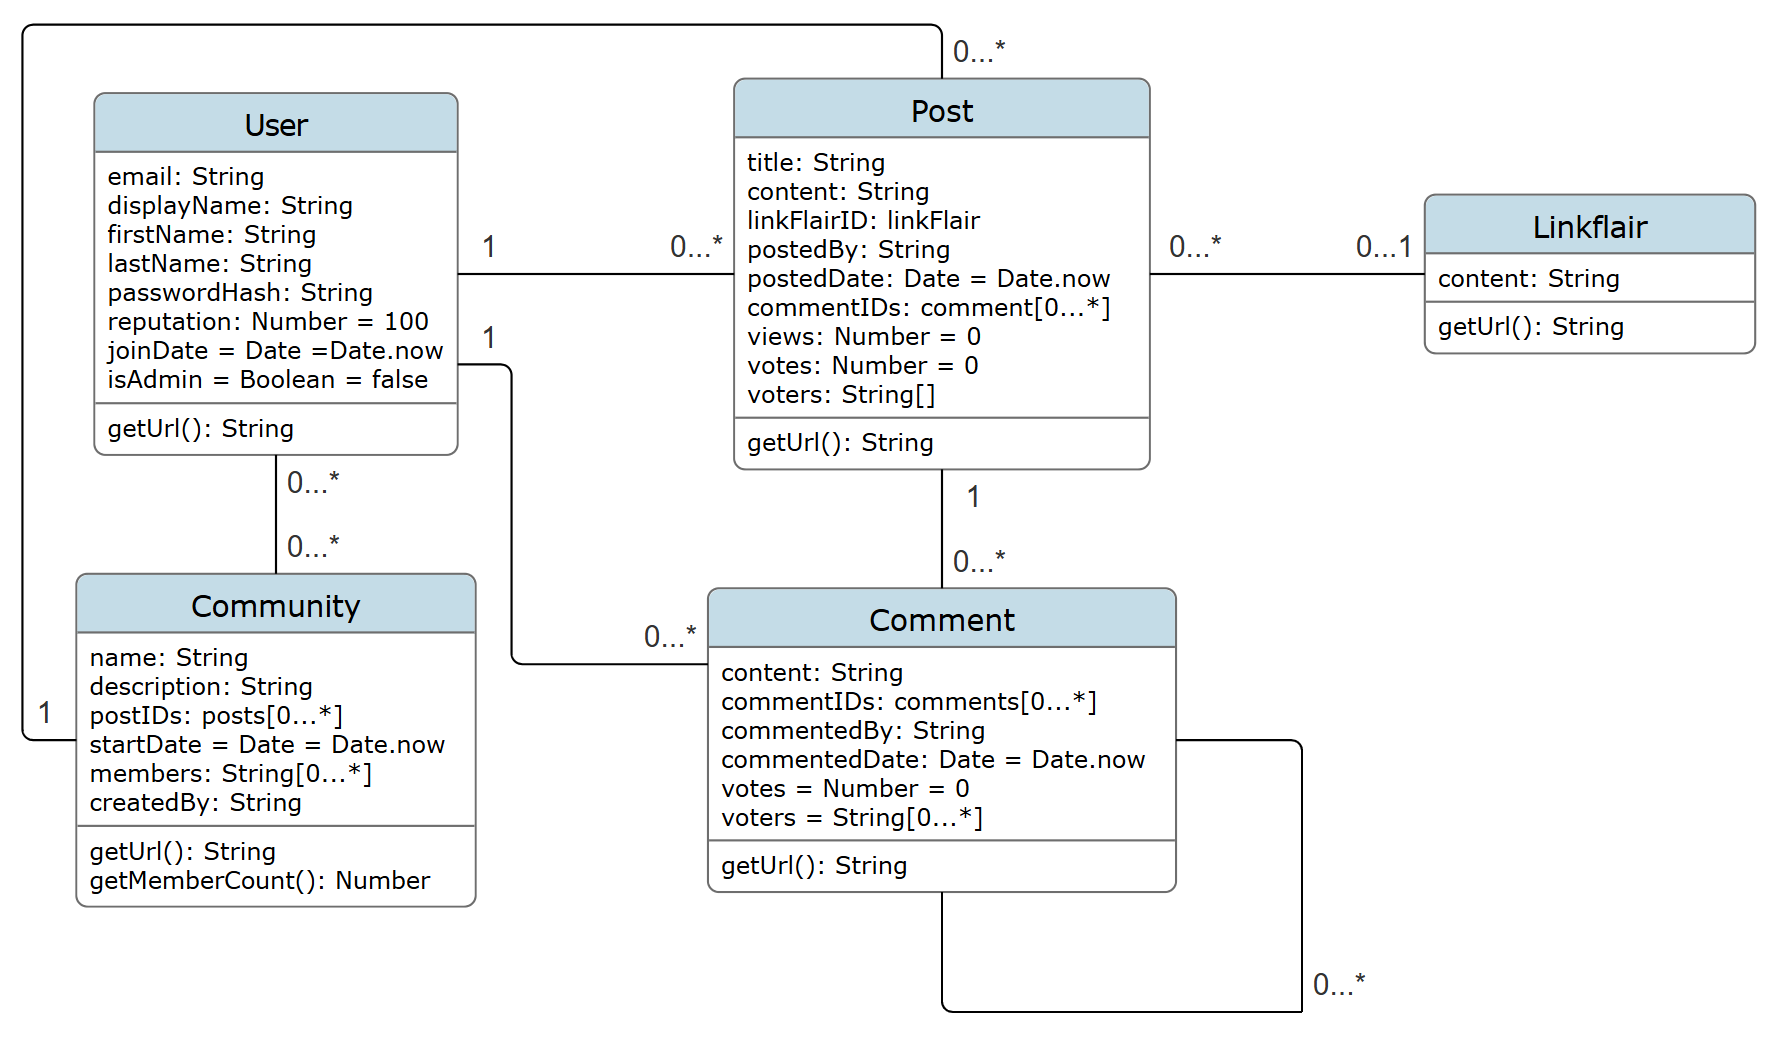 0...*
User
email: String
displayName: String
firstName: String
lastName: String
passwordHash: String
reputation: Number = 100
joinDate = Date =Date.now
isAdmin = Boolean = false
getUrl(): String
1
0...*
1
Post
title: String
content: String
linkFlairID: linkFlair
postedBy: String
postedDate: Date = Date.now
commentIDs: comment[0...*]
views: Number = 0
votes: Number = 0
voters: String[]
getUrl(): String
0...*
0...1
Linkflair
content: String
getUrl(): String
0...*
0...*
1
0...*
Community
name: String
description: String
postIDs: posts[0...*]
startDate = Date = Date.now
members: String[0...*]
createdBy: String
getUrl(): String
getMemberCount(): Number
1
0...*
Comment
content: String
commentIDs: comments[0...*]
commentedBy: String
commentedDate: Date = Date.now
votes = Number = 0
voters = String[0...*]
getUrl(): String
0...*